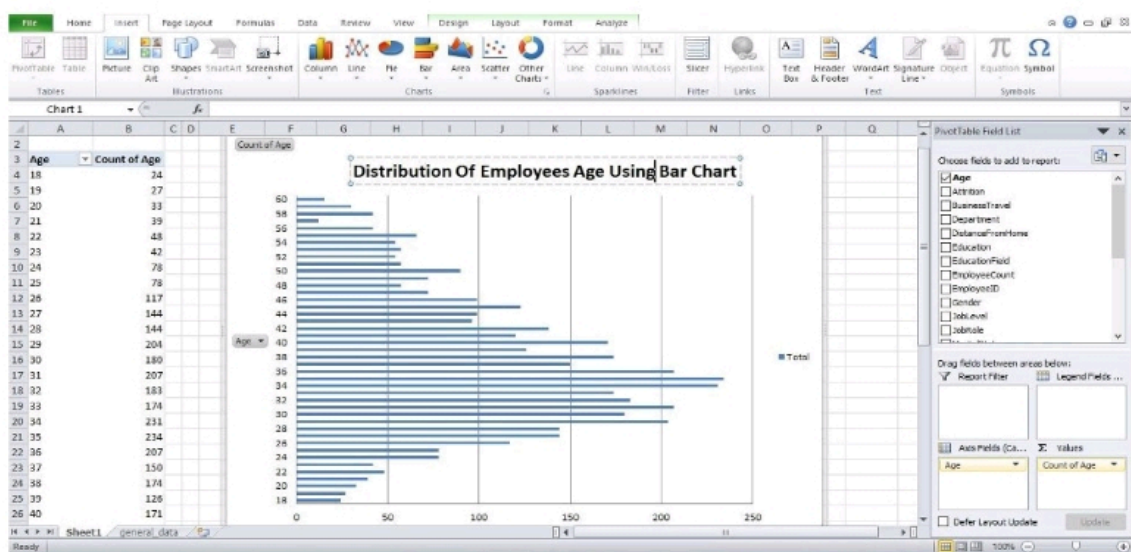 File Home Insert Page Layout Formulas Data Review View Design Layout Format Analyze
PivotTable Table Picture Clip Art Shapes SmartArt Screenshot Column Line Pie Bar Area Scatter Other Charts Line Column Win/Loss Slicer Hyperlink Text Box Header & Footer WordArt Signature Line Object Equation Symbol
Tables Illustrations Charts Sparklines Filter Links Text Symbols
Chart 1 fx
A B C D E F G H I J K L M N O P Q
2
3 Age Count of Age
4 18 24
5 19 27
6 20 33
7 21 39
8 22 48
9 23 42
10 24 78
11 25 78
12 26 117
13 27 144
14 28 144
15 29 204
16 30 180
17 31 207
18 32 183
19 33 174
20 34 231
21 35 234
22 36 207
23 37 150
24 38 174
25 39 126
26 40 171
Count of Age
Distribution Of Employees Age Using Bar Chart
60
58
56
54
52
50
48
46
44
42
Age 40
38
36
34
32
30
28
26
24
22
20
18
0 50 100 150 200 250
Total
PivotTable Field List
Choose fields to add to report:
Age
Attrition
BusinessTravel
Department
DistanceFromHome
Education
EducationField
EmployeeCount
EmployeeID
Gender
JobLevel
JobRole
Drag fields between areas below:
Report Filter Legend Fields ...
Axis Fields (Ca... Σ Values
Age Count of Age
Defer Layout Update Update
Sheet1 general_data
Ready 100%